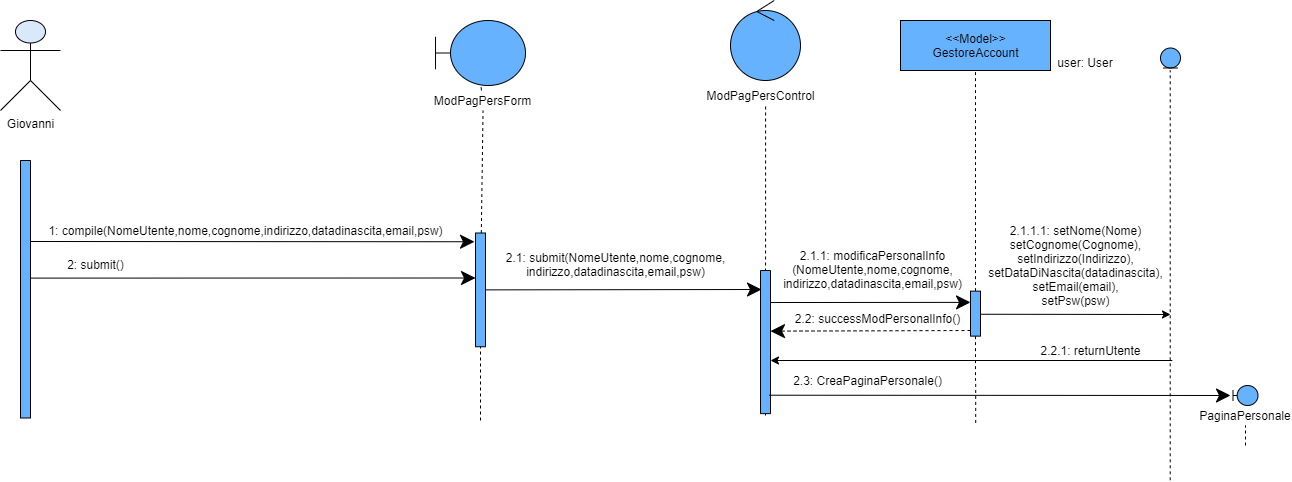 <<Model>>
GestoreAccount
user: User
ModPagPersForm
ModPagPersControl
Giovanni
1: compile(NomeUtente,nome,cognome,indirizzo,datadinascita,email,psw)
2: submit()
2.1: submit(NomeUtente,nome,cognome,
indirizzo,datadinascita,email,psw)
2.1.1: modificaPersonalInfo
(NomeUtente,nome,cognome,
indirizzo,datadinascita,email,psw)
2.1.1.1: setNome(Nome)
setCognome(Cognome),
setIndirizzo(Indirizzo),
setDataDiNascita(datadinascita),
setEmail(email),
setPsw(psw)
2.2: successModPersonalInfo()
2.2.1: returnUtente
2.3: CreaPaginaPersonale()
PaginaPersonale